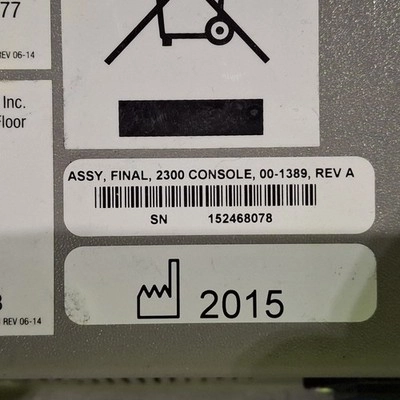 77
REV 06-14
Inc.
Floor
ASSY, FINAL, 2300 CONSOLE, 00-1389, REV A
SN 152468078
2015
REV 06-14